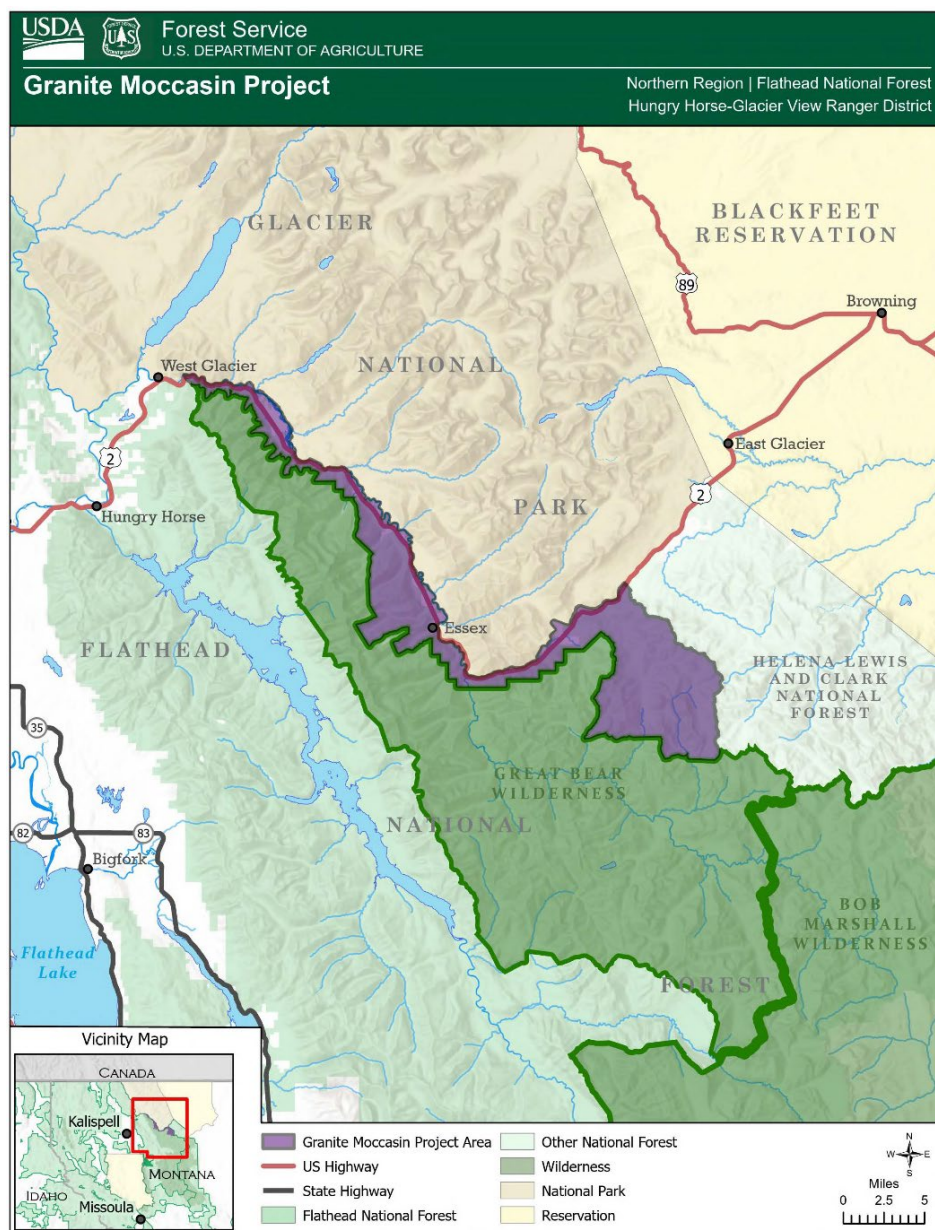 USDA
Forest Service
U.S. DEPARTMENT OF AGRICULTURE
Granite Moccasin Project
Northern Region | Flathead National Forest
Hungry Horse-Glacier View Ranger District
GLACIER
BLACKFEET
RESERVATION
89
Browning
West Glacier
NATIONAL
2
East Glacier
2
Hungry Horse
PARK
Essex
FLATHEAD
HELENA-LEWIS
AND CLARK
NATIONAL
FOREST
35
GREAT BEAR
WILDERNESS
82
83
NATIONAL
Bigfork
BOB
MARSHALL
WILDERNESS
Flathead
Lake
FOREST
Vicinity Map
CANADA
Kalispell
MONTANA
IDAHO
Missoula
Granite Moccasin Project Area
US Highway
State Highway
Flathead National Forest
Other National Forest
Wilderness
National Park
Reservation
N
W
E
S
Miles
0 2.5 5